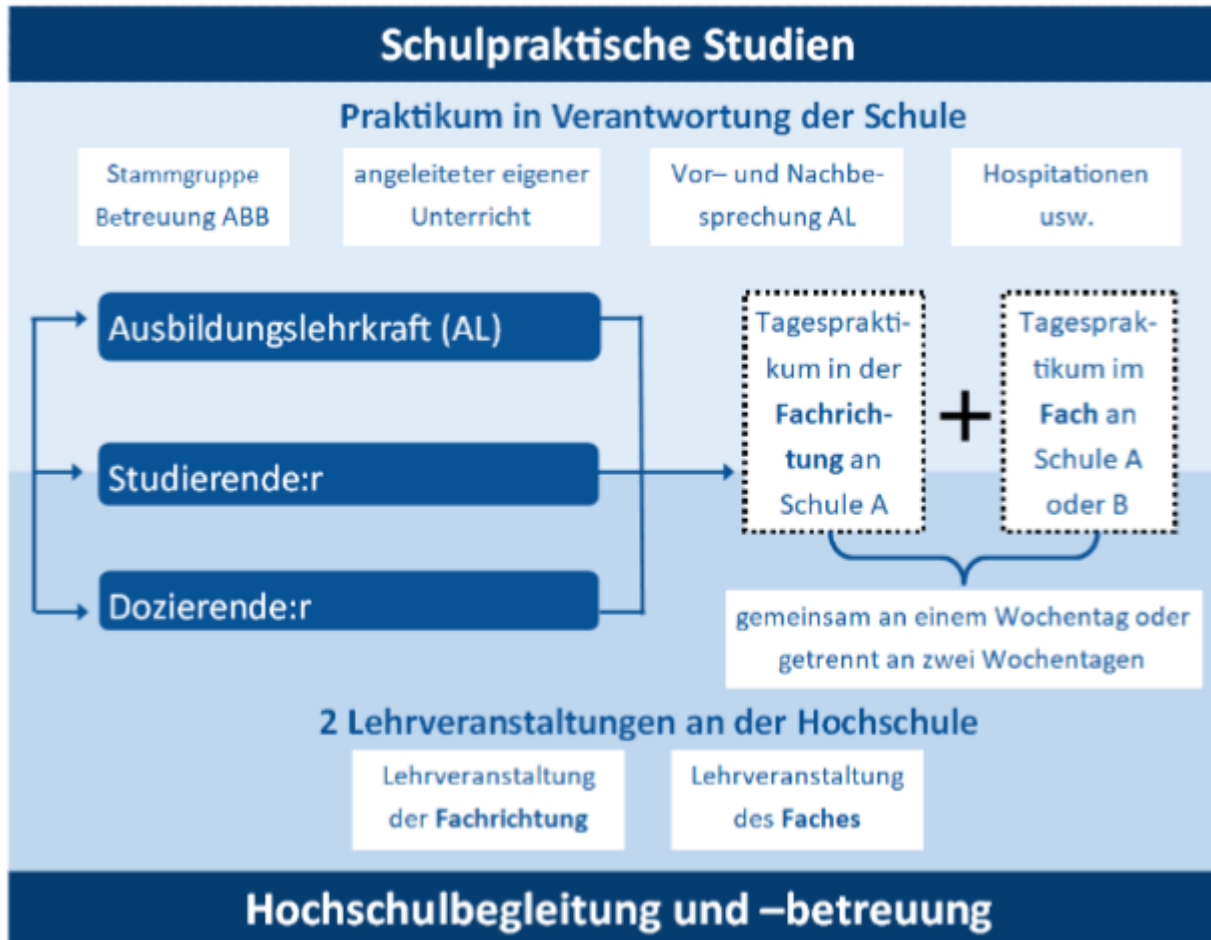 Schulpraktische Studien
Praktikum in Verantwortung der Schule
Stammgruppe
Betreuung ABB
angeleiteter eigener
Unterricht
Vor– und Nachbe-
sprechung AL
Hospitationen
usw.
Ausbildungslehrkraft (AL)
Studierende:r
Dozierende:r
Tagesprakti-
kum in der
Fachrich-
tung an
Schule A
+
Tagesprak-
tikum im
Fach an
Schule A
oder B
gemeinsam an einem Wochentag oder
getrennt an zwei Wochentagen
2 Lehrveranstaltungen an der Hochschule
Lehrveranstaltung
der Fachrichtung
Lehrveranstaltung
des Faches
Hochschulbegleitung und –betreuung